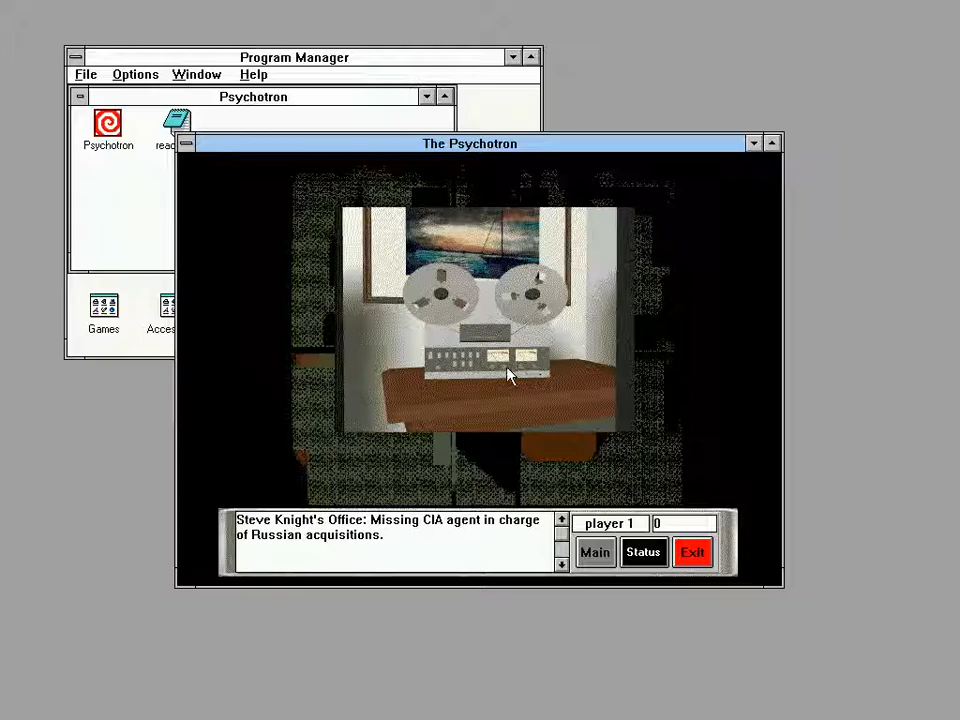 Program Manager
File Options Window Help
Psychotron
Psychotron
The Psychotron
Games
Steve Knight's Office: Missing CIA agent in charge
of Russian acquisitions.
player 1 0
Main Status Exit